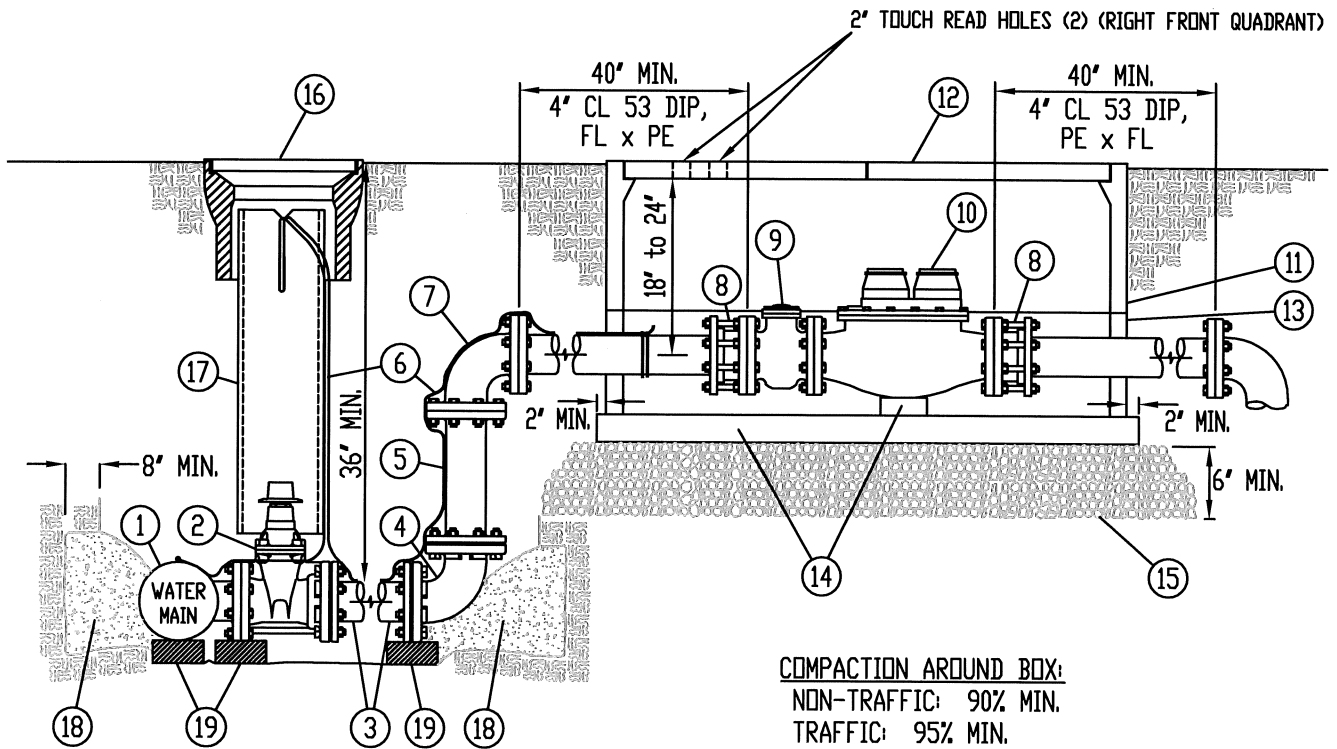 2" TOUCH READ HOLES (2) (RIGHT FRONT QUADRANT)
40" MIN.
4" CL 53 DIP,
FL x PE
40" MIN.
4" CL 53 DIP,
PE x FL
16
12
10
9
8
8
11
13
7
18" to 24"
17
6
36" MIN.
2" MIN.
2" MIN.
5
8" MIN.
6" MIN.
1
2
4
WATER
MAIN
14
15
18
19
3
19
18
COMPACTION AROUND BOX:
NON-TRAFFIC: 90% MIN.
TRAFFIC: 95% MIN.